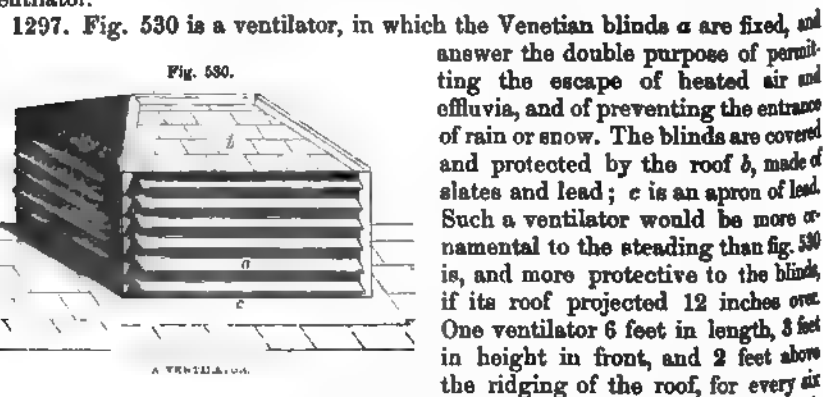 1297. Fig. 530 is a ventilator, in which the Venetian blinds a are fixed, and
Fig. 530.
b
a
c
A VENTILATOR.
answer the double purpose of permit-
ting the escape of heated air and
effluvia, and of preventing the entrance
of rain or snow. The blinds are covered
and protected by the roof b, made of
slates and lead; c is an apron of lead.
Such a ventilator would be more or-
namental to the steading than fig. 530
is, and more protective to the blinds,
if its roof projected 12 inches over.
One ventilator 6 feet in length, 3 feet
in height in front, and 2 feet above
the ridging of the roof, for every six